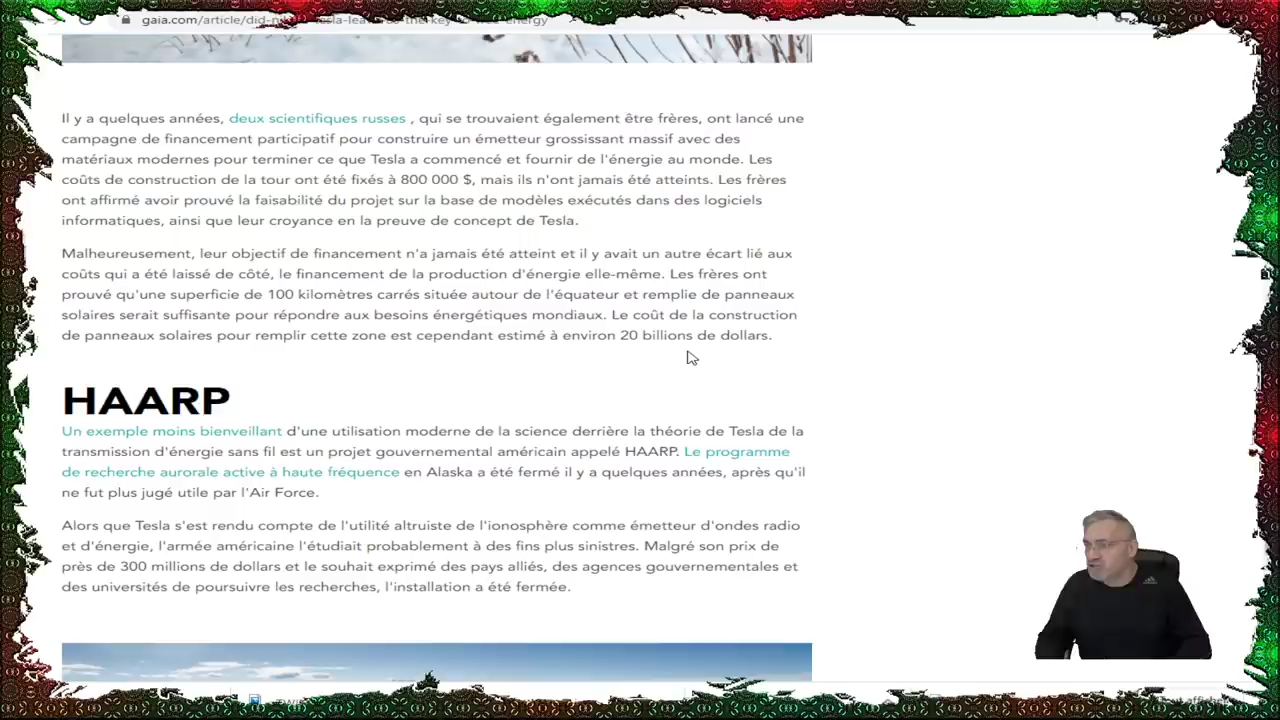 gaia.com/article/did-n
Il y a quelques années, deux scientifiques russes , qui se trouvaient également être frères, ont lancé une
campagne de financement participatif pour construire un émetteur grossissant massif avec des
matériaux modernes pour terminer ce que Tesla a commencé et fournir de l'énergie au monde. Les
coûts de construction de la tour ont été fixés à 800 000 $, mais ils n'ont jamais été atteints. Les frères
ont affirmé avoir prouvé la faisabilité du projet sur la base de modèles exécutés dans des logiciels
informatiques, ainsi que leur croyance en la preuve de concept de Tesla.
Malheureusement, leur objectif de financement n'a jamais été atteint et il y avait un autre écart lié aux
coûts qui a été laissé de côté, le financement de la production d'énergie elle-même. Les frères ont
prouvé qu'une superficie de 100 kilomètres carrés située autour de l'équateur et remplie de panneaux
solaires serait suffisante pour répondre aux besoins énergétiques mondiaux. Le coût de la construction
de panneaux solaires pour remplir cette zone est cependant estimé à environ 20 billions de dollars.
HAARP
Un exemple moins bienveillant d'une utilisation moderne de la science derrière la théorie de Tesla de la
transmission d'énergie sans fil est un projet gouvernemental américain appelé HAARP. Le programme
de recherche aurorale active à haute fréquence en Alaska a été fermé il y a quelques années, après qu'il
ne fut plus jugé utile par l'Air Force.
Alors que Tesla s'est rendu compte de l'utilité altruiste de l'ionosphère comme émetteur d'ondes radio
et d'énergie, l'armée américaine l'étudiait probablement à des fins plus sinistres. Malgré son prix de
près de 300 millions de dollars et le souhait exprimé des pays alliés, des agences gouvernementales et
des universités de poursuivre les recherches, l'installation a été fermée.